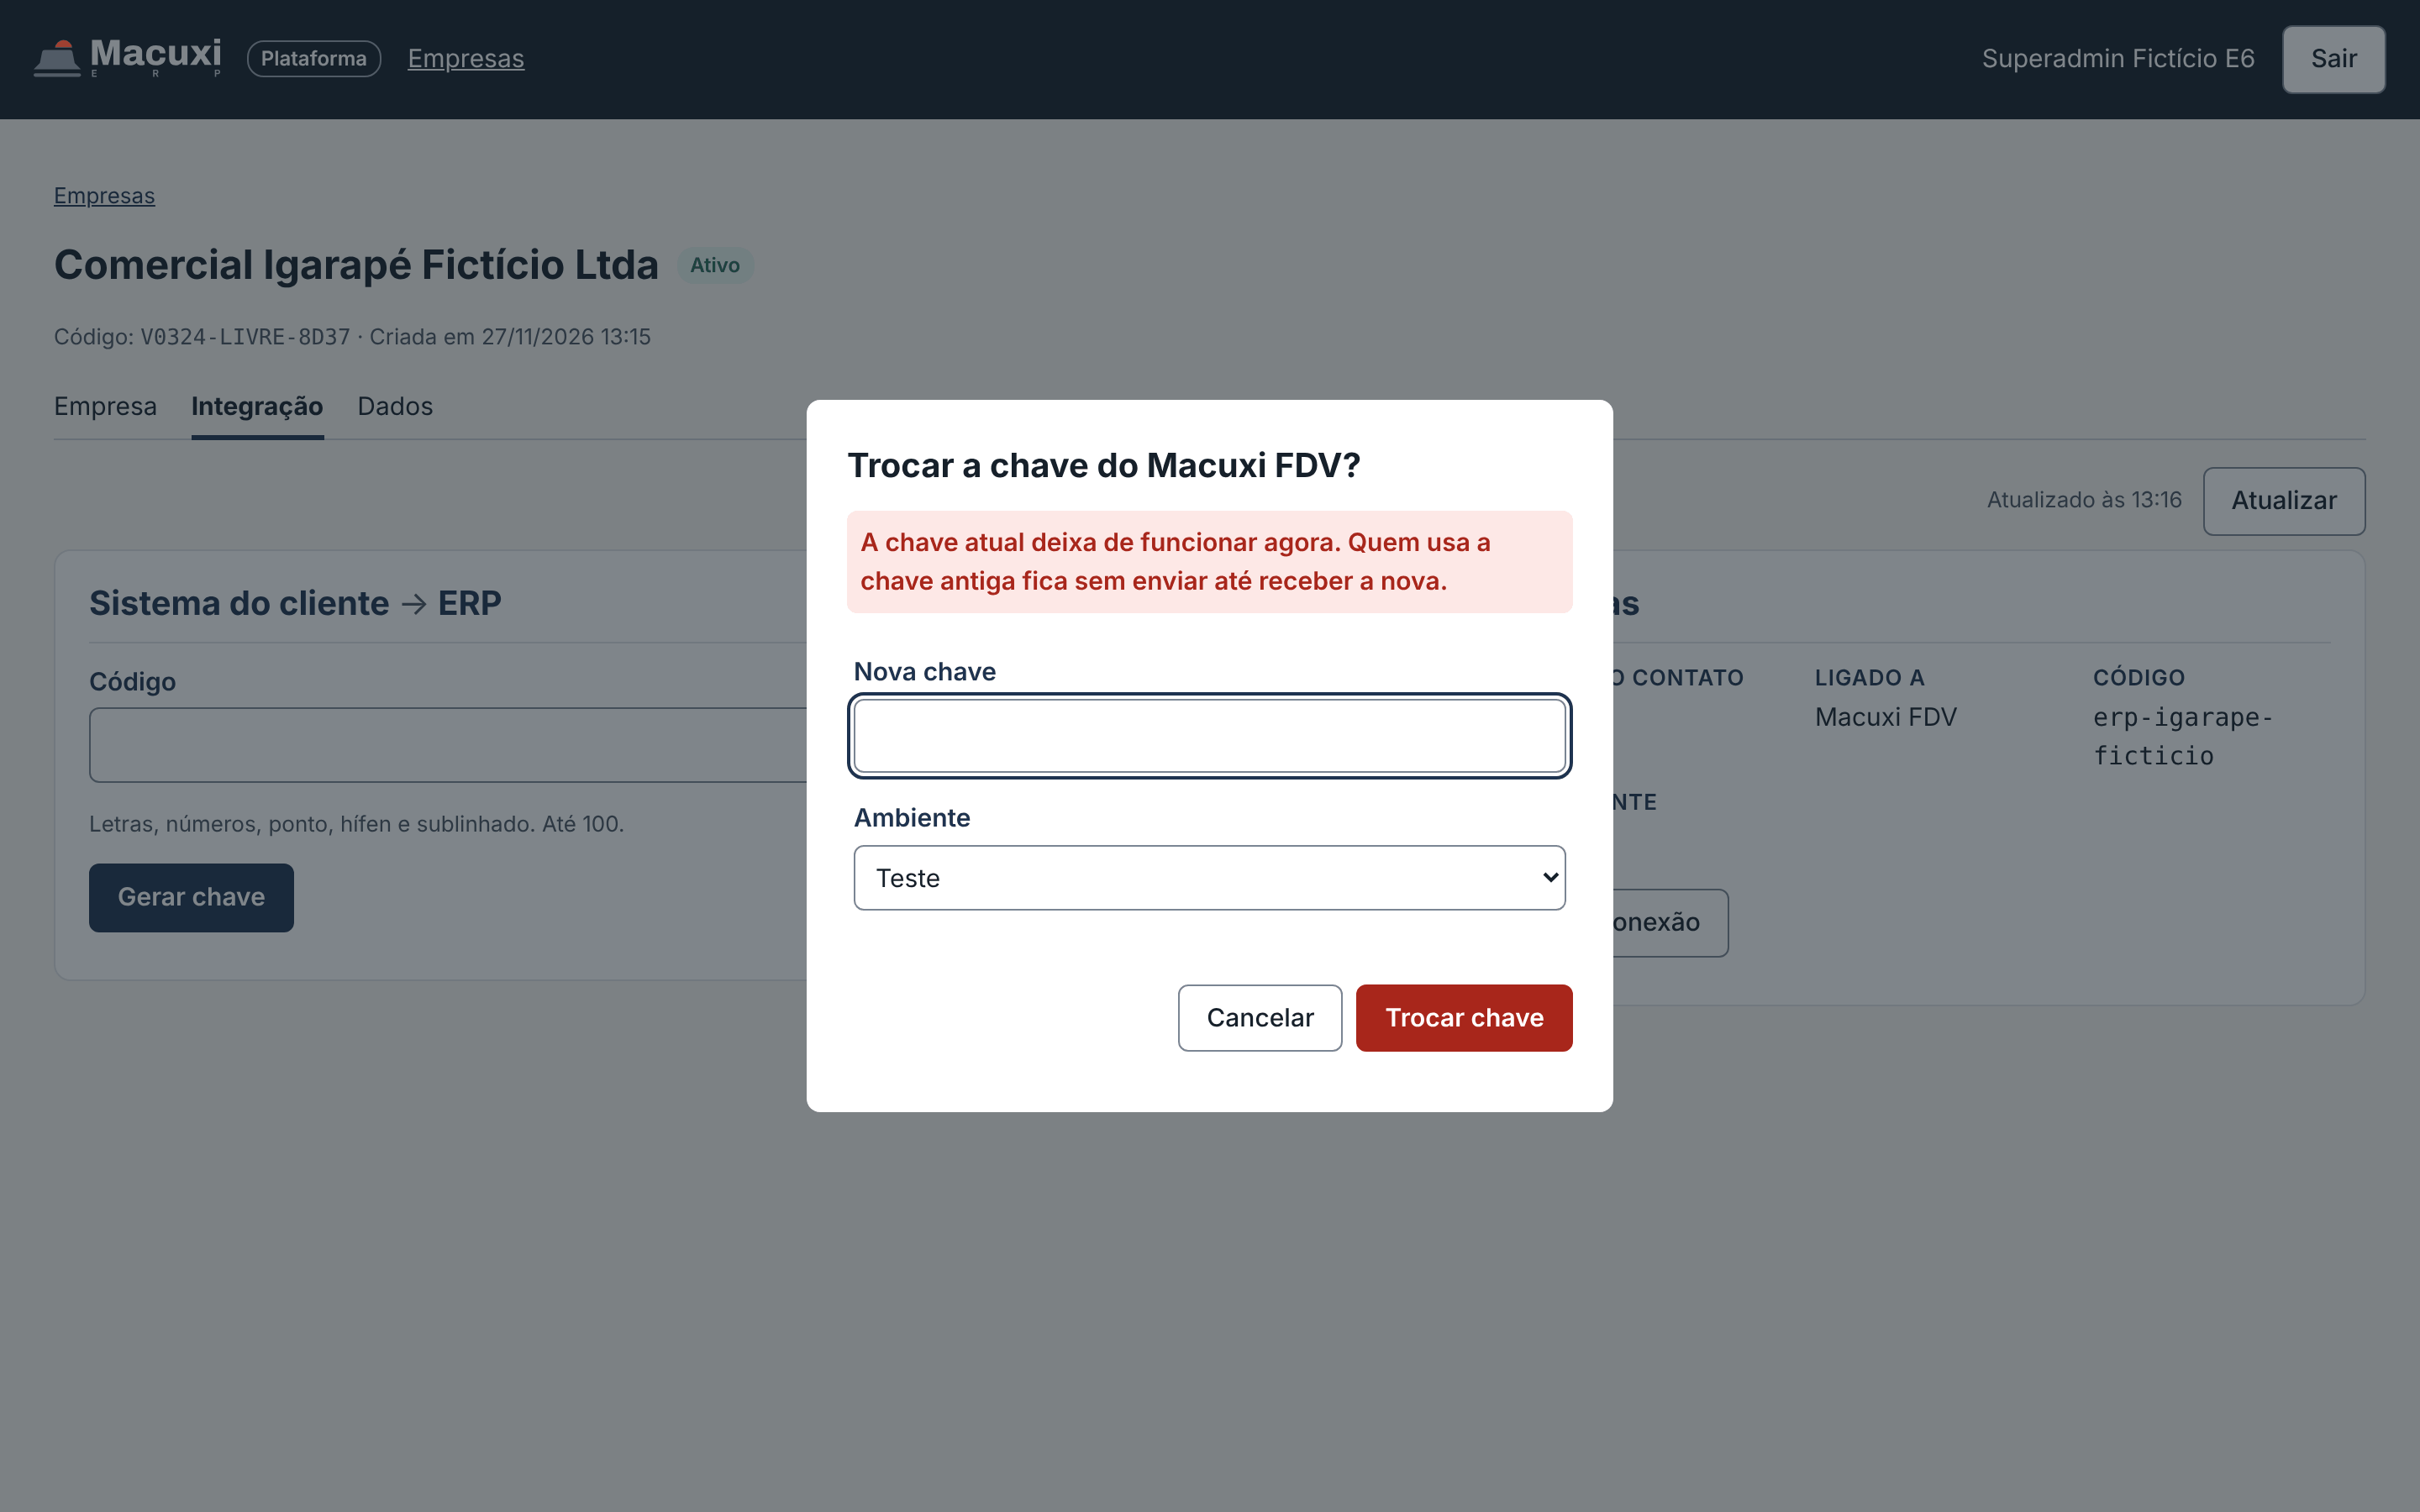 Macuxi
E R P
Plataforma
Empresas
Superadmin Fictício E6
Sair
Empresas
Comercial Igarapé Fictício Ltda
Ativo
Código: V0324-LIVRE-8D37 · Criada em 27/11/2026 13:15
Empresa
Integração
Dados
Atualizado às 13:16
Atualizar
Sistema do cliente → ERP
Código
Letras, números, ponto, hífen e sublinhado. Até 100.
Gerar chave
Trocar a chave do Macuxi FDV?
A chave atual deixa de funcionar agora. Quem usa a
chave antiga fica sem enviar até receber a nova.
Nova chave
Ambiente
Teste
Cancelar
Trocar chave
CONTATO
LIGADO A
Macuxi FDV
CÓDIGO
erp-igarape-
ficticio